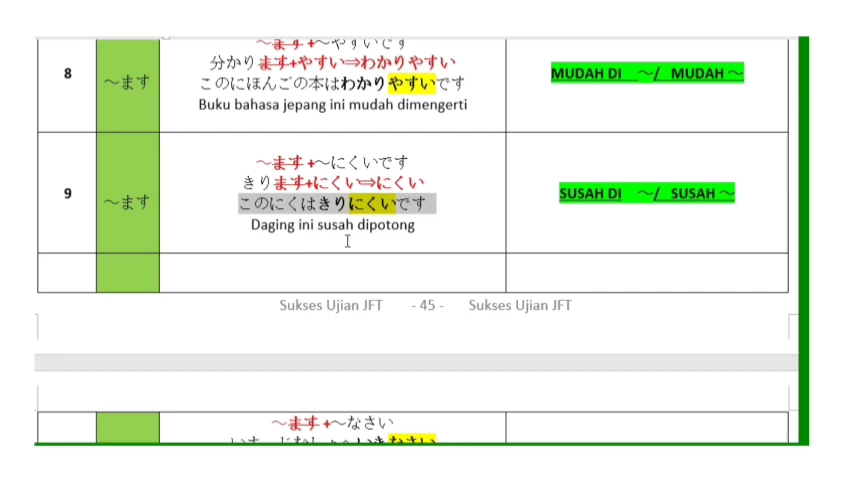 ～ます+～やすいです
8
～ます
分かります+やすい⇒わかりやすい
このにほんごの本はわかりやすいです
Buku bahasa jepang ini mudah dimengerti
MUDAH DI ～/ MUDAH ～
9
～ます
～ます+～にくいです
きります+にくい⇒にくい
このにくはきりにくいです
Daging ini susah dipotong
SUSAH DI ～/ SUSAH ～
Sukses Ujian JFT - 45 - Sukses Ujian JFT
～ます+～なさい
いきなさい